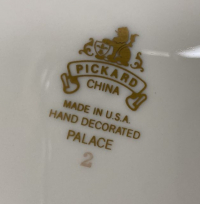 PICKARD
CHINA
MADE IN U.S.A.
HAND DECORATED
PALACE
2